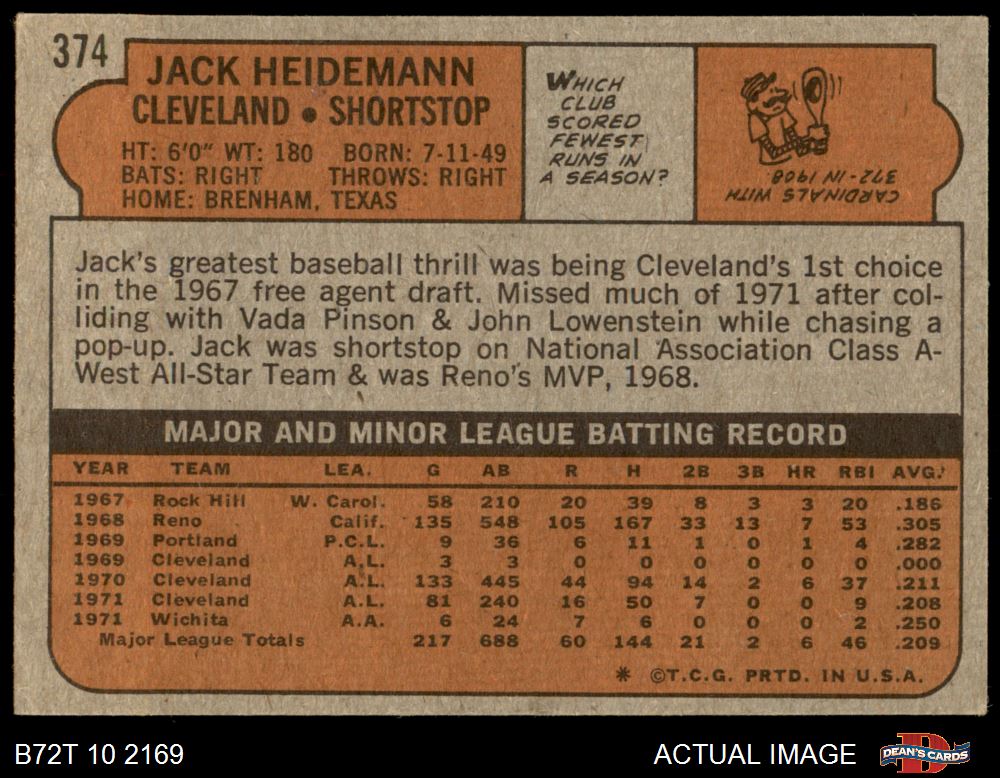 374
JACK HEIDEMANN
CLEVELAND • SHORTSTOP
HT: 6'0" WT: 180 BORN: 7-11-49
BATS: RIGHT THROWS: RIGHT
HOME: BRENHAM, TEXAS
WHICH
CLUB
SCORED
FEWEST
RUNS IN
A SEASON?
CARDINALS WITH
372-IN 1908
Jack's greatest baseball thrill was being Cleveland's 1st choice
in the 1967 free agent draft. Missed much of 1971 after col-
liding with Vada Pinson & John Lowenstein while chasing a
pop-up. Jack was shortstop on National Association Class A-
West All-Star Team & was Reno's MVP, 1968.
MAJOR AND MINOR LEAGUE BATTING RECORD
YEAR TEAM LEA. G AB R H 2B 3B HR RBI AVG.
1967 Rock Hill W. Carol. 58 210 20 39 8 3 3 20 .186
1968 Reno Calif. 135 548 105 167 33 13 7 53 .305
1969 Portland P.C.L. 9 36 6 11 1 0 1 4 .282
1969 Cleveland A.L. 3 3 0 0 0 0 0 0 .000
1970 Cleveland A.L. 133 445 44 94 14 2 6 37 .211
1971 Cleveland A.L. 81 240 16 50 7 0 0 9 .208
1971 Wichita A.A. 6 24 7 6 0 0 0 2 .250
Major League Totals 217 688 60 144 21 2 6 46 .209
* ©T.C.G. PRTD. IN U.S.A.
B72T 10 2169
ACTUAL IMAGE
D
DEAN'S CARDS